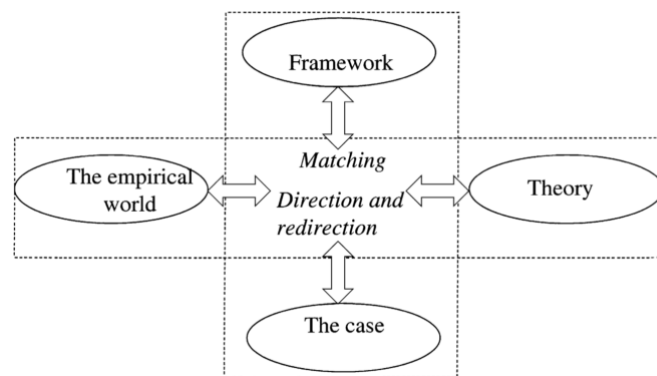 Framework
Matching
The empirical
world
Direction and
redirection
Theory
The case